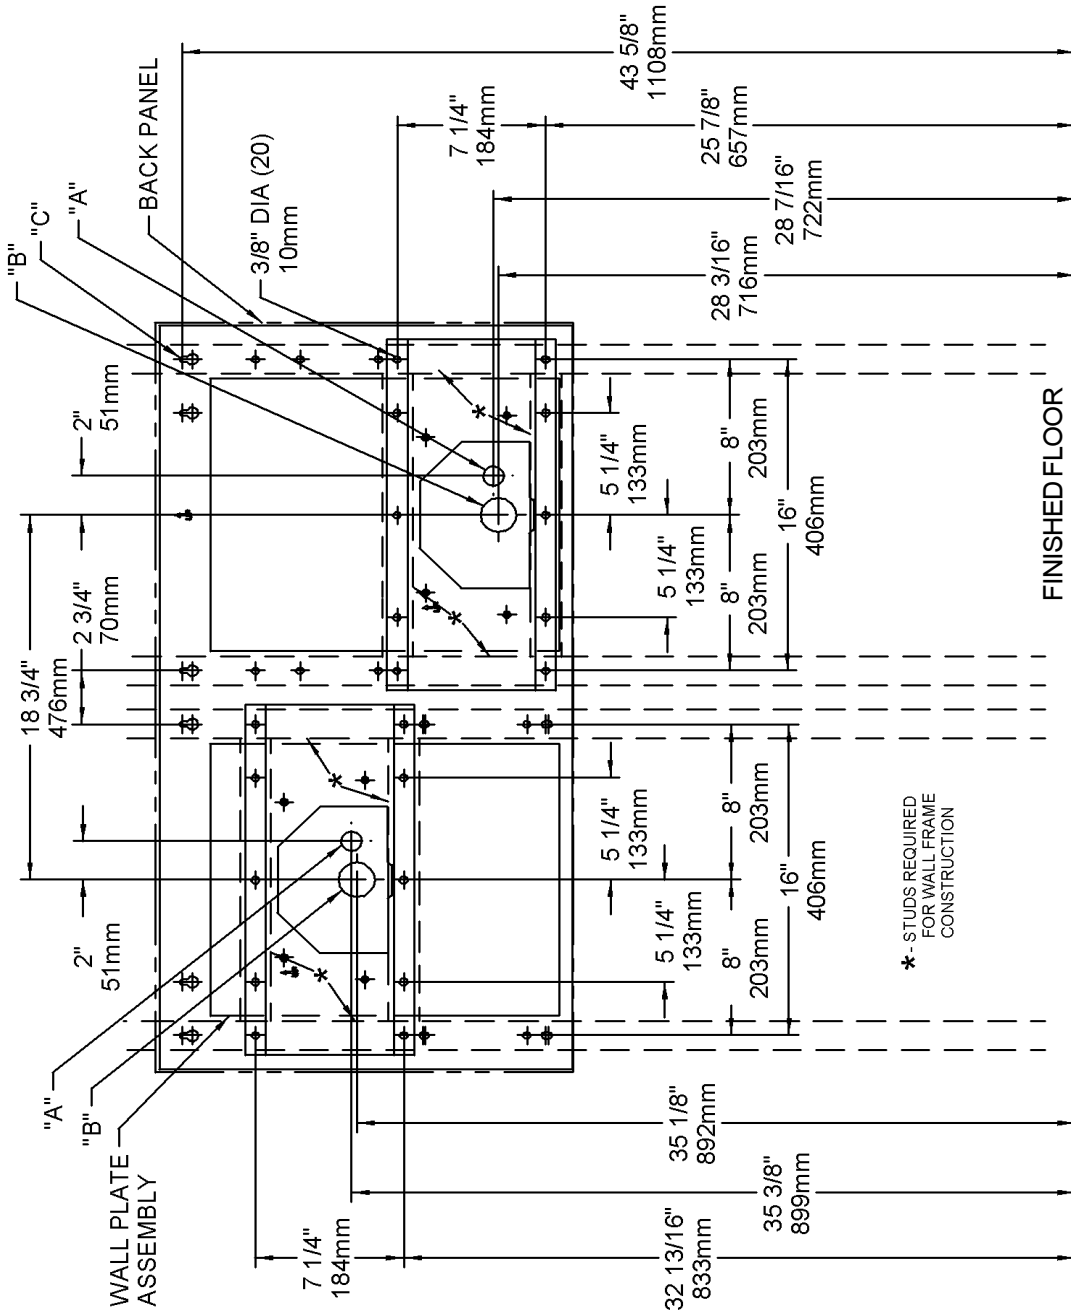 "B"
"C"
"A"
BACK PANEL
3/8" DIA (20)
10mm
2"
51mm
18 3/4"
476mm
2 3/4"
70mm
2"
51mm
"A"
"B"
WALL PLATE
ASSEMBLY
43 5/8"
1108mm
7 1/4"
184mm
25 7/8"
657mm
28 7/16"
722mm
28 3/16"
716mm
5 1/4"
133mm
5 1/4"
133mm
8"
203mm
8"
203mm
16"
406mm
5 1/4"
133mm
5 1/4"
133mm
8"
203mm
8"
203mm
16"
406mm
FINISHED FLOOR
*- STUDS REQUIRED
FOR WALL FRAME
CONSTRUCTION
35 1/8"
892mm
35 3/8"
899mm
7 1/4"
184mm
32 13/16"
833mm